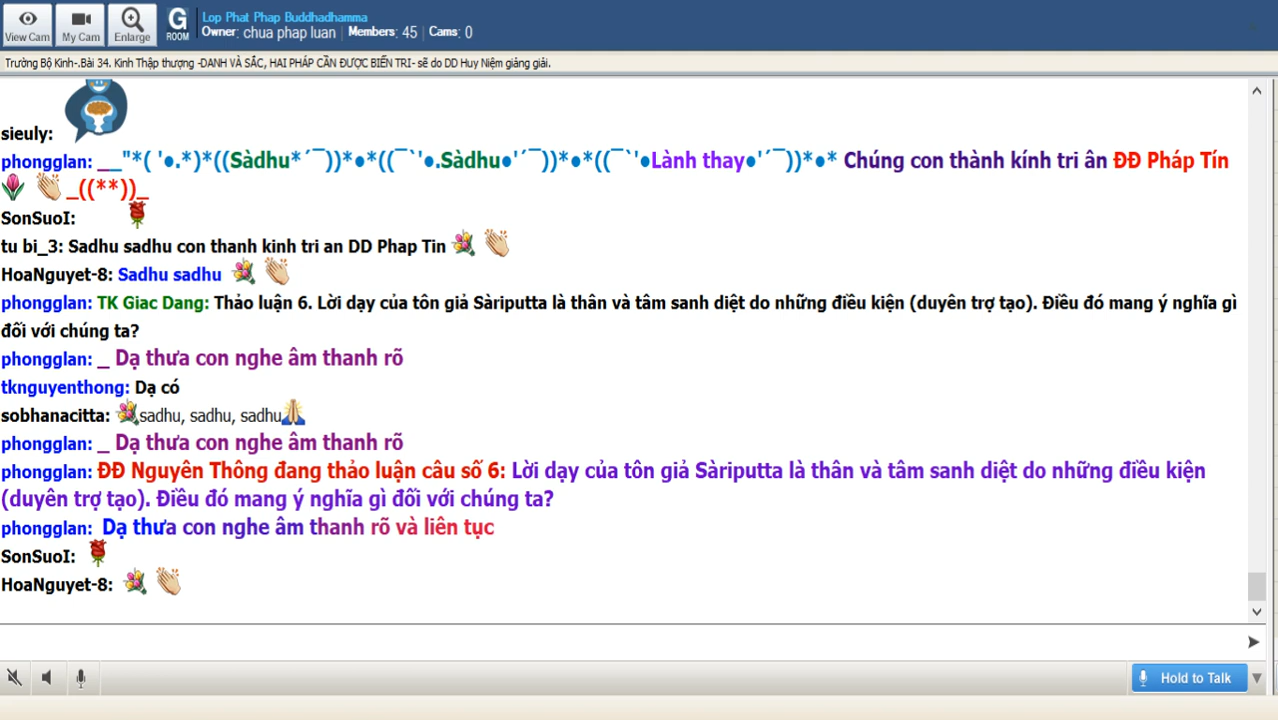 Lop Phat Phap Buddhadhamma
View Cam My Cam Enlarge G ROOM Owner: chua phap luan | Members: 45 | Cams: 0
Trường Bộ Kinh-.Bài 34. Kinh Thập thượng -DANH VÀ SẮC, HAI PHÁP CẦN ĐƯỢC BIẾN TRI- sẽ do DD Huy Niệm giảng giải.
sieuly:
phongglan: __"*( '●.*)*((Sàdhu*´¯))*●*((¯`'●.Sàdhu●'´¯))*●*((¯`'●Lành thay●'´¯))*●* Chúng con thành kính tri ân ĐĐ Pháp Tín
_((**))_
SonSuoI:
tu bi_3: Sadhu sadhu con thanh kinh tri an DD Phap Tin
HoaNguyet-8: Sadhu sadhu
phongglan: TK Giac Dang: Thảo luận 6. Lời dạy của tôn giả Sàriputta là thân và tâm sanh diệt do những điều kiện (duyên trợ tạo). Điều đó mang ý nghĩa gì
đối với chúng ta?
phongglan: _ Dạ thưa con nghe âm thanh rõ
tknguyenthong: Dạ có
sobhanacitta: sadhu, sadhu, sadhu
phongglan: _ Dạ thưa con nghe âm thanh rõ
phongglan: ĐĐ Nguyên Thông đang thảo luận câu số 6: Lời dạy của tôn giả Sàriputta là thân và tâm sanh diệt do những điều kiện
(duyên trợ tạo). Điều đó mang ý nghĩa gì đối với chúng ta?
phongglan: Dạ thưa con nghe âm thanh rõ và liên tục
SonSuoI:
HoaNguyet-8:
Hold to Talk